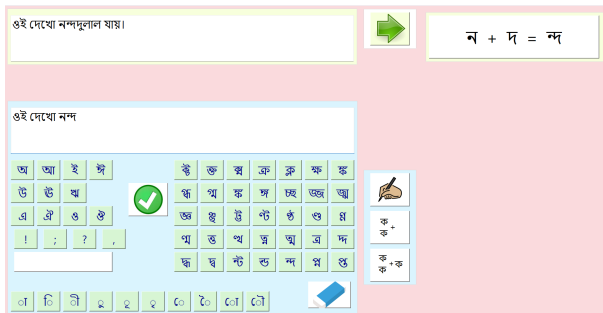 ওই দেখো নন্দদুলাল যায়।
ন + দ = ন্দ
ওই দেখো নন্দ
অ আ ই ঈ
উ ঊ ঋ
এ ঐ ও ঔ
! ; ? ,
ক্ট ক্ত ক্স ক্র ক্ল ক্ষ ঙ্ক
গ্ধ গ্ম ঙ্ক ঙ্গ চ্ছ জ্জ জ্ঝ
জ্ঞ ঞ্ছ ট্ট ণ্ট ণ্ঠ ণ্ড ণ্ণ
ণ্ম ত্ত ত্থ ত্ন ত্ম ত্র দ্দ
দ্ধ দ্ব ন্ট ন্ড ন্দ প্ন প্ত
ক
ক +
ক
ক +ক
া ি ী ু ূ ৃ ে ৈ ো ৌ